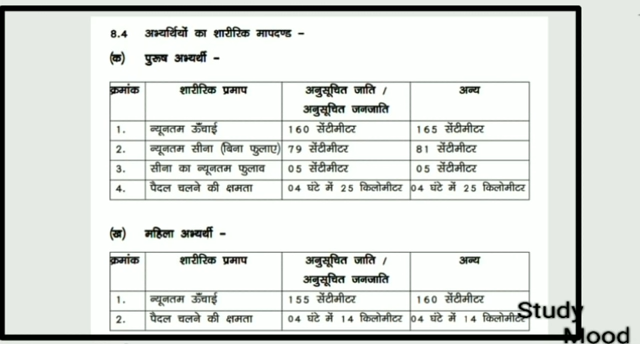 8.4 अभ्यर्थियों का शारीरिक मापदण्ड –
(क) पुरूष अभ्यर्थी –
क्रमांक शारीरिक प्रमाप अनुसूचित जाति / अन्य
अनुसूचित जनजाति
1. न्यूनतम ऊँचाई 160 सेंटीमीटर 165 सेंटीमीटर
2. न्यूनतम सीना (बिना फुलाए) 79 सेंटीमीटर 81 सेंटीमीटर
3. सीना का न्यूनतम फुलाव 05 सेंटीमीटर 05 सेंटीमीटर
4. पैदल चलने की क्षमता 04 घंटे में 25 किलोमीटर 04 घंटे में 25 किलोमीटर
(ख) महिला अभ्यर्थी –
क्रमांक शारीरिक प्रमाप अनुसूचित जाति / अन्य
अनुसूचित जनजाति
1. न्यूनतम ऊँचाई 155 सेंटीमीटर 160 सेंटीमीटर
2. पैदल चलने की क्षमता 04 घंटे में 14 किलोमीटर 04 घंटे में 14 किलोमीटर
Study
Mood